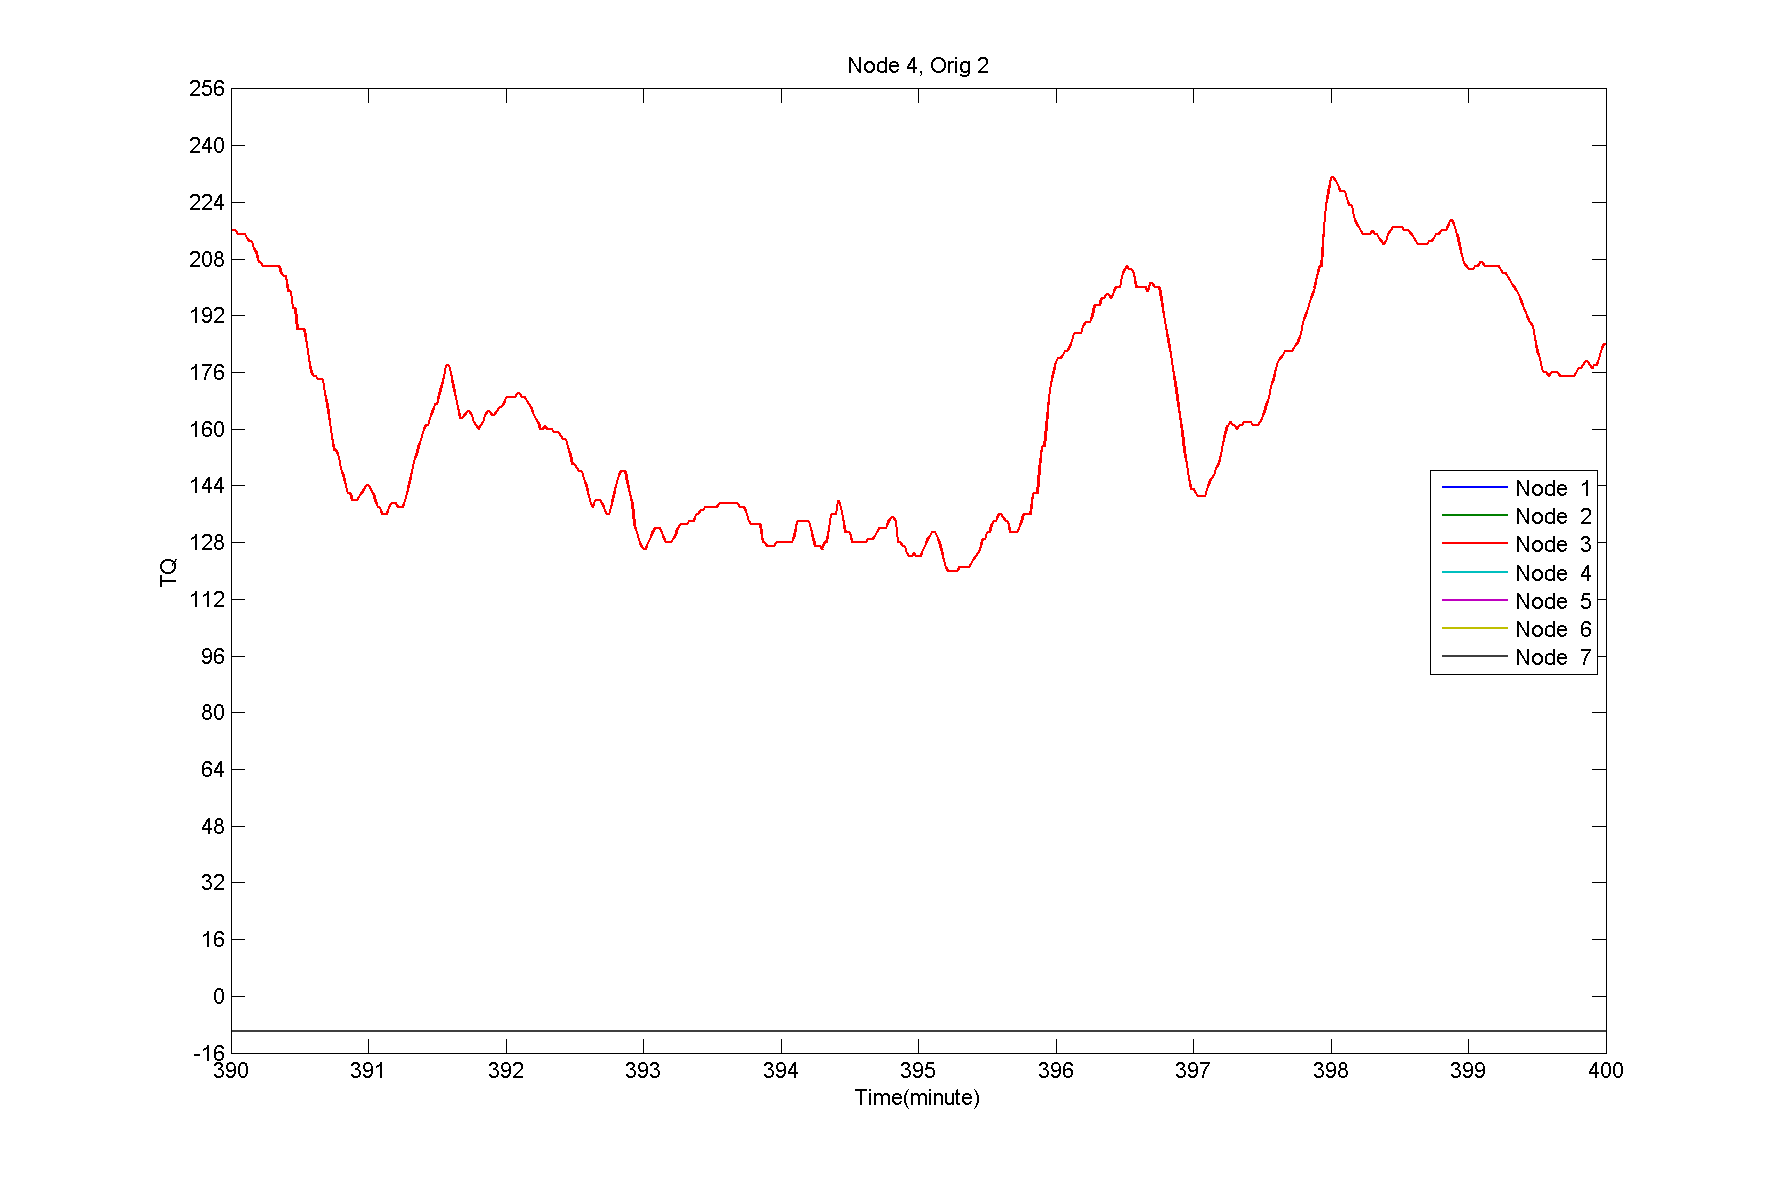 Node 4, Orig 2
256
240
224
208
192
176
160
144
128
112
96
80
64
48
32
16
0
-16
TQ
Node 1
Node 2
Node 3
Node 4
Node 5
Node 6
Node 7
390 391 392 393 394 395 396 397 398 399 400
Time(minute)